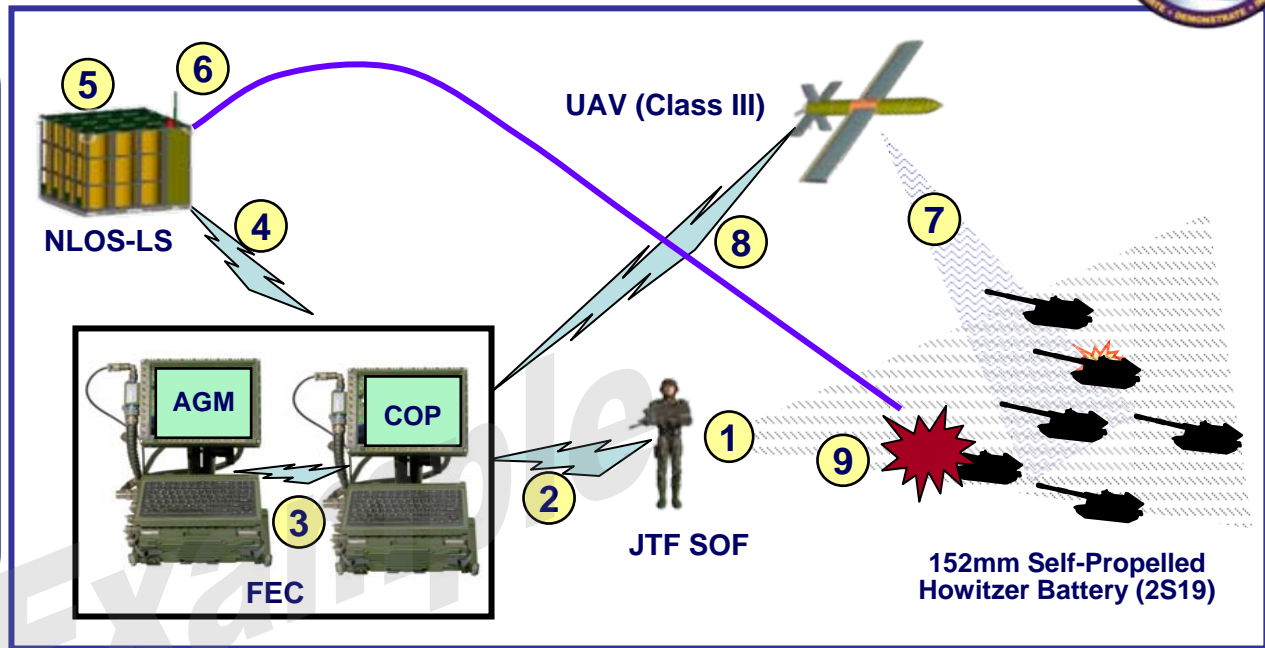 DEMONSTRATE
6
5
UAV (Class III)
7
4
8
NLOS-LS
AGM
COP
1
9
2
3
JTF SOF
FEC
152mm Self-Propelled
Howitzer Battery (2S19)
Example